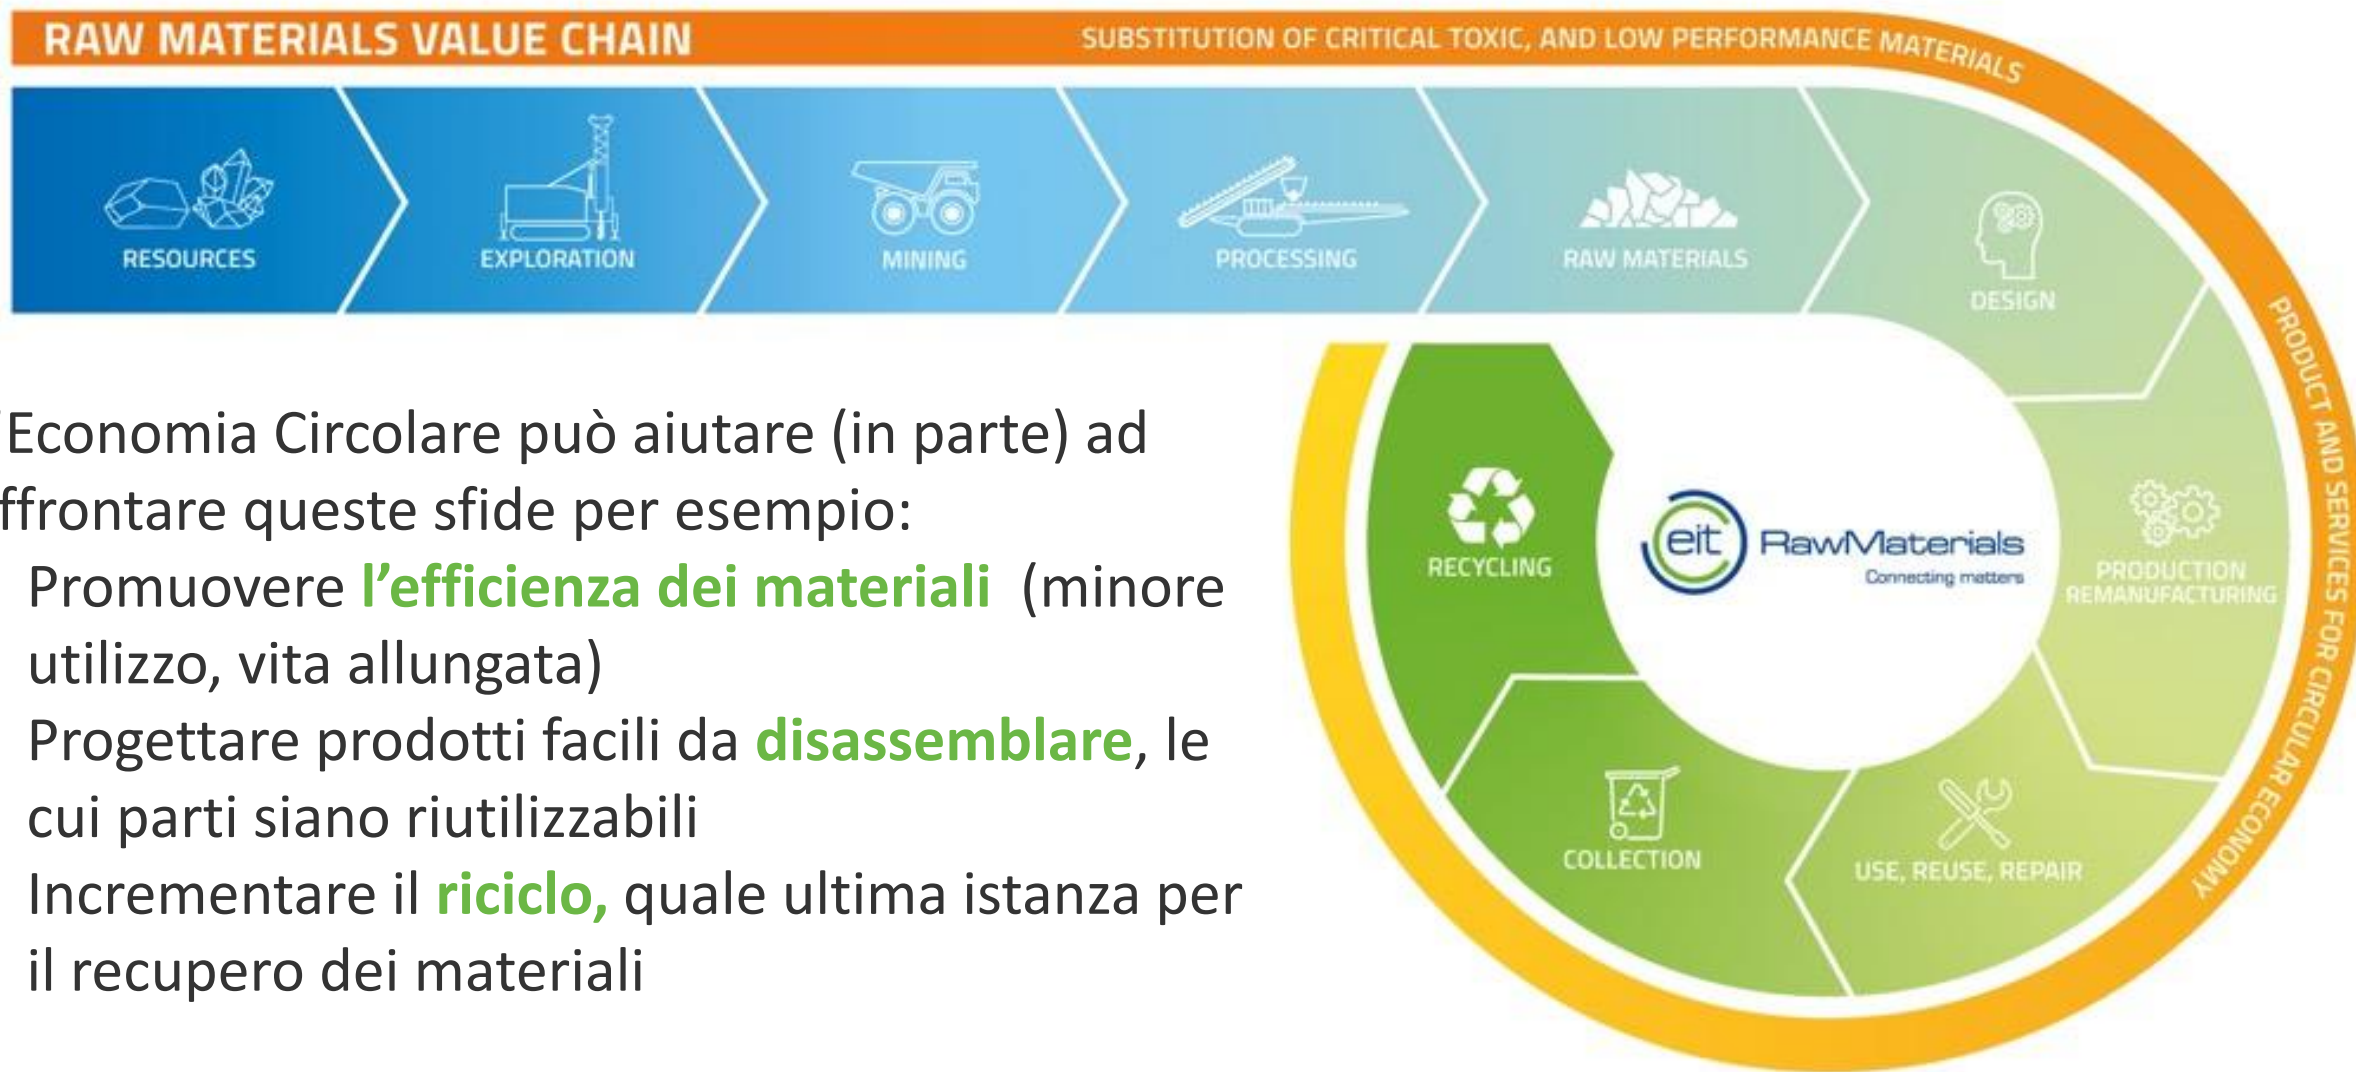 RAW MATERIALS VALUE CHAIN
SUBSTITUTION OF CRITICAL TOXIC, AND LOW PERFORMANCE MATERIALS
RESOURCES
EXPLORATION
MINING
PROCESSING
RAW MATERIALS
DESIGN
PRODUCT AND SERVICES FOR CIRCULAR ECONOMY
’Economia Circolare può aiutare (in parte) ad
ffrontare queste sfide per esempio:
Promuovere l’efficienza dei materiali (minore
utilizzo, vita allungata)
Progettare prodotti facili da disassemblare, le
cui parti siano riutilizzabili
Incrementare il riciclo, quale ultima istanza per
il recupero dei materiali
RECYCLING
eit RawMaterials
Connecting matters
PRODUCTION
REMANUFACTURING
COLLECTION
USE, REUSE, REPAIR